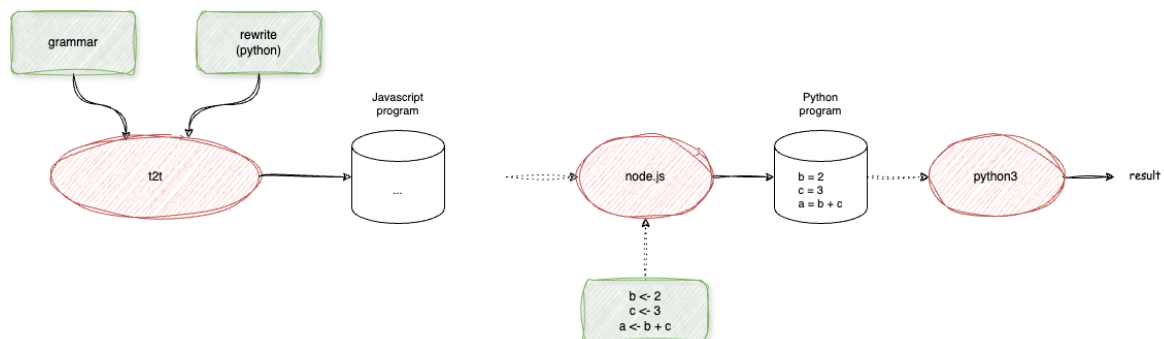 grammar
rewrite
(python)
Javascript
program
Python
program
t2t
...
node.js
b = 2
c = 3
a = b + c
python3
result
b <- 2
c <- 3
a <- b + c